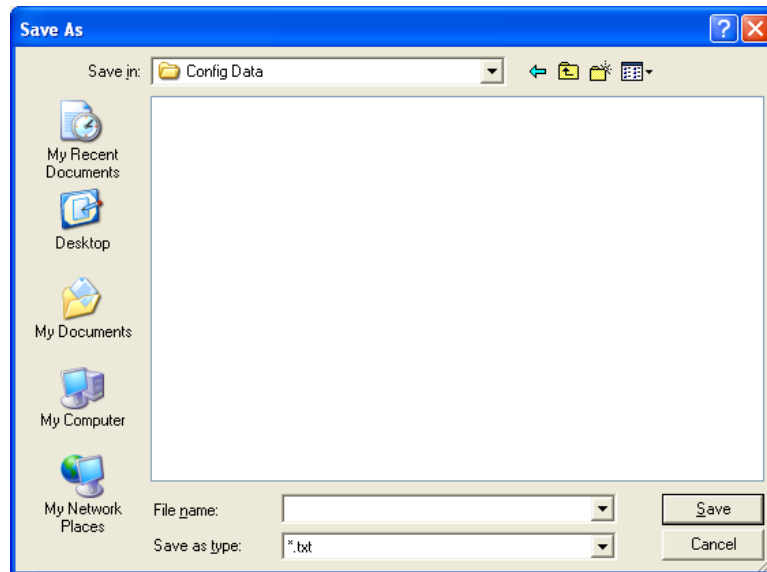 Save As
Save in: Config Data
My Recent
Documents
Desktop
My Documents
My Computer
My Network
Places
File name:
Save
Save as type: *.txt
Cancel